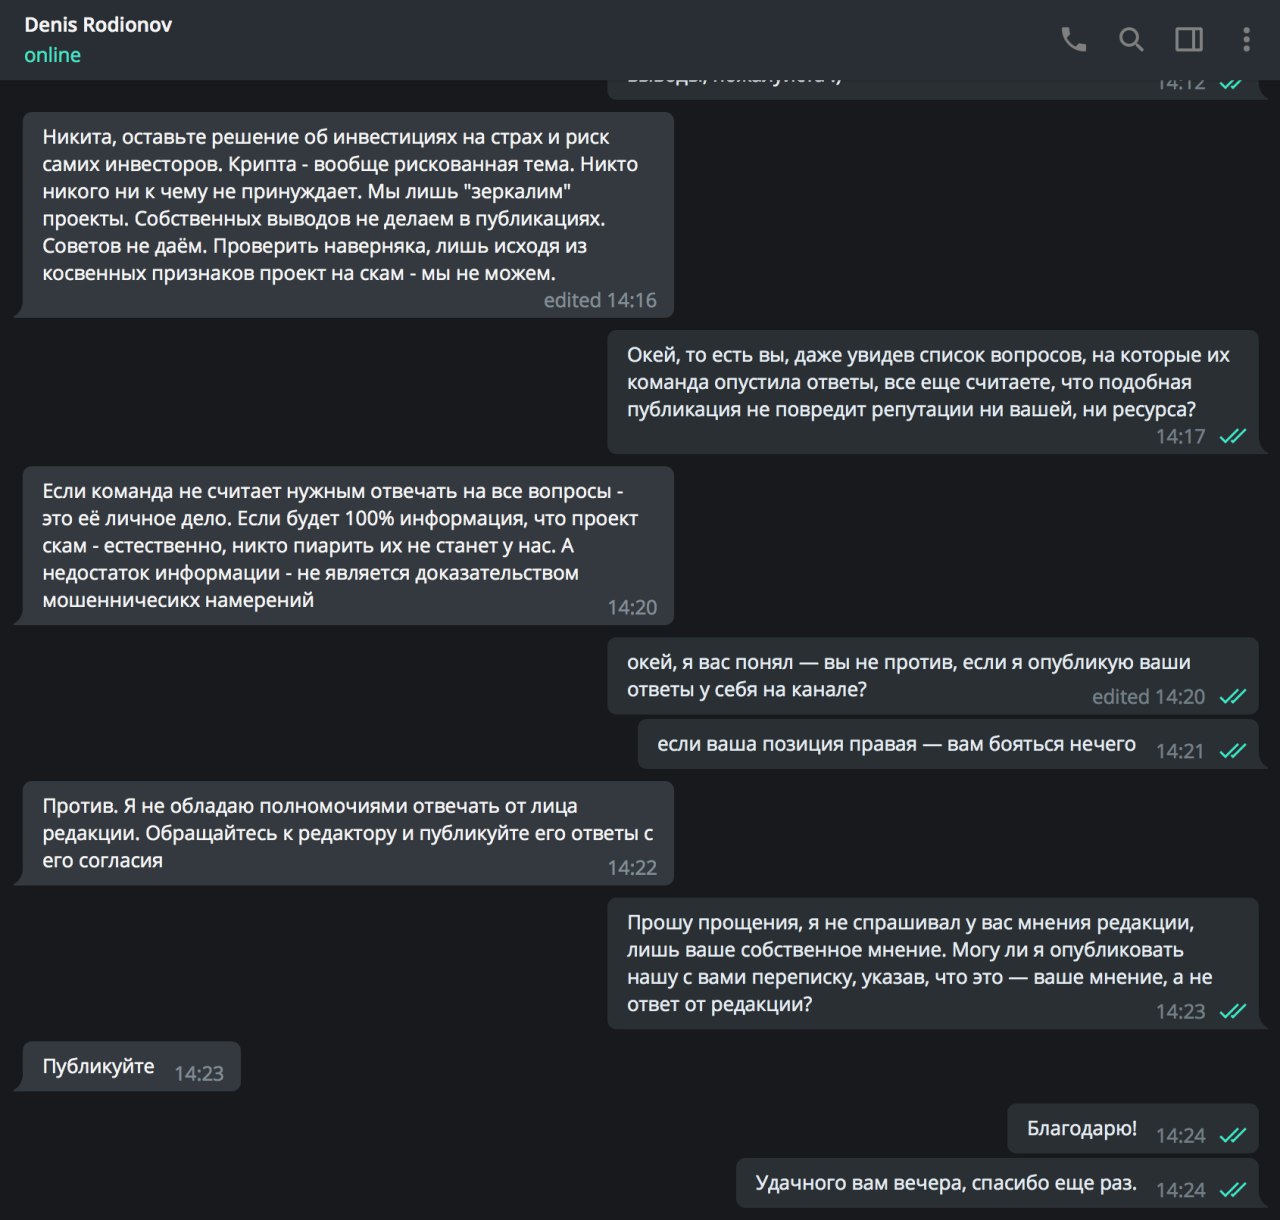 Denis Rodionov
online
14:12
Никита, оставьте решение об инвестициях на страх и риск
самих инвесторов. Крипта - вообще рискованная тема. Никто
никого ни к чему не принуждает. Мы лишь "зеркалим"
проекты. Собственных выводов не делаем в публикациях.
Советов не даём. Проверить наверняка, лишь исходя из
косвенных признаков проект на скам - мы не можем.
edited 14:16
Окей, то есть вы, даже увидев список вопросов, на которые их
команда опустила ответы, все еще считаете, что подобная
публикация не повредит репутации ни вашей, ни ресурса?
14:17
Если команда не считает нужным отвечать на все вопросы -
это её личное дело. Если будет 100% информация, что проект
скам - естественно, никто пиарить их не станет у нас. А
недостаток информации - не является доказательством
мошенничесикх намерений
14:20
окей, я вас понял — вы не против, если я опубликую ваши
ответы у себя на канале?
edited 14:20
если ваша позиция правая — вам бояться нечего 14:21
Против. Я не обладаю полномочиями отвечать от лица
редакции. Обращайтесь к редактору и публикуйте его ответы с
его согласия
14:22
Прошу прощения, я не спрашивал у вас мнения редакции,
лишь ваше собственное мнение. Могу ли я опубликовать
нашу с вами переписку, указав, что это — ваше мнение, а не
ответ от редакции?
14:23
Публикуйте 14:23
Благодарю! 14:24
Удачного вам вечера, спасибо еще раз. 14:24